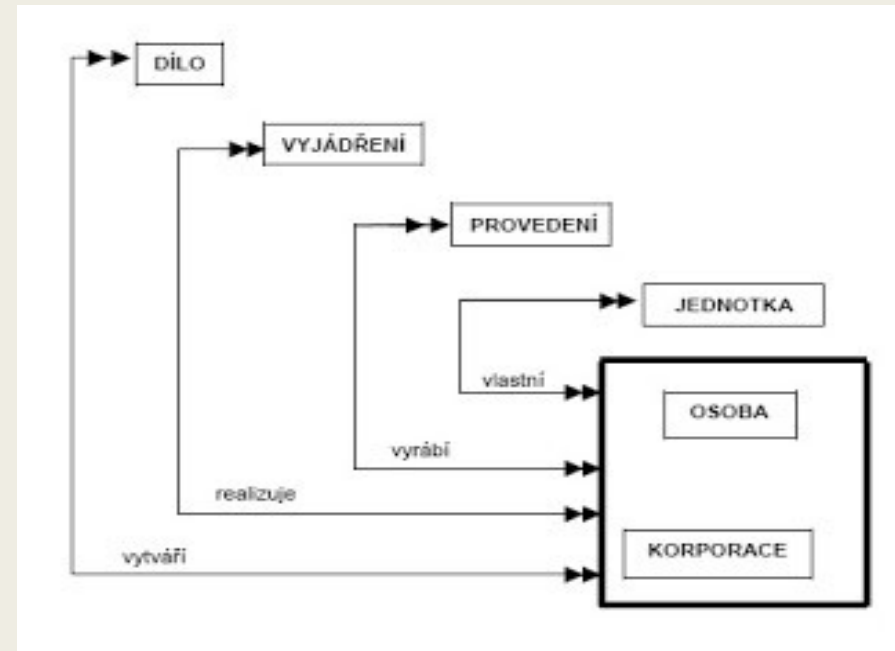 DÍLO
VYJÁDŘENÍ
PROVEDENÍ
JEDNOTKA
vlastní
OSOBA
vyrábí
realizuje
KORPORACE
vytváří